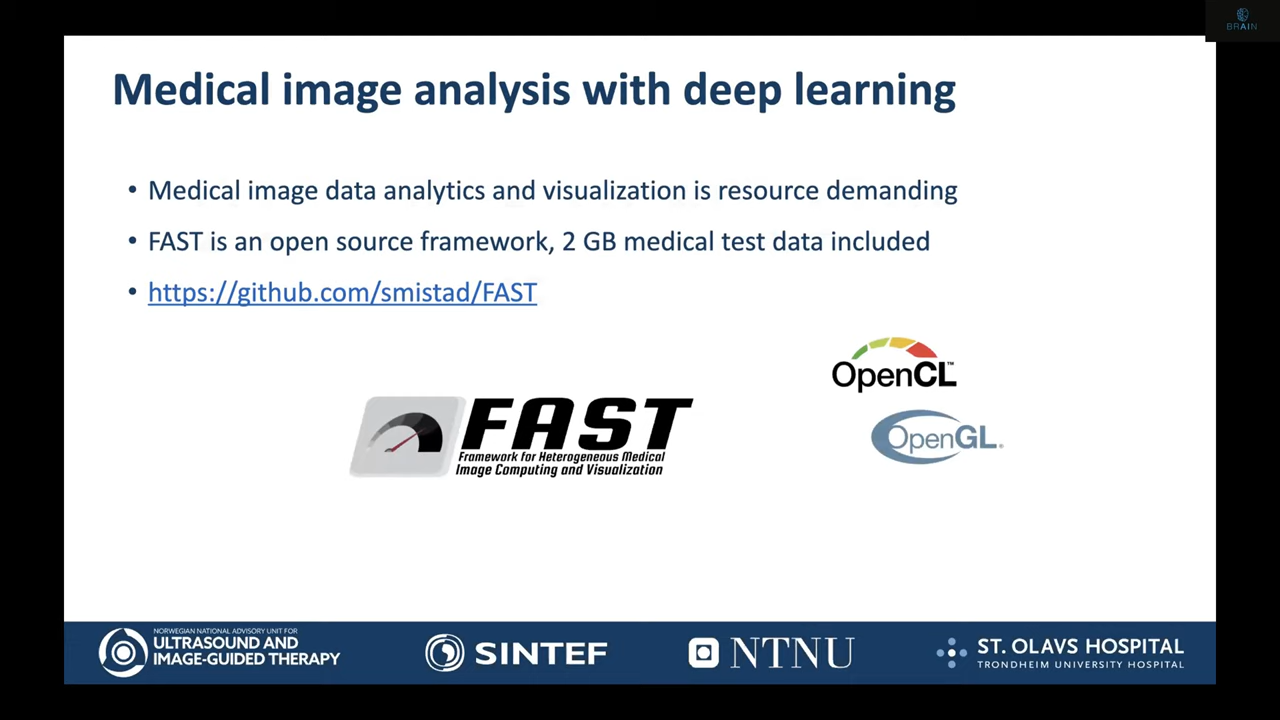 BRAIN
Medical image analysis with deep learning
• Medical image data analytics and visualization is resource demanding
• FAST is an open source framework, 2 GB medical test data included
• https://github.com/smistad/FAST
OpenCL™
FAST
Framework for Heterogeneous Medical
Image Computing and Visualization
OpenGL®
NORWEGIAN NATIONAL ADVISORY UNIT FOR
ULTRASOUND AND
IMAGE-GUIDED THERAPY
SINTEF
NTNU
ST. OLAVS HOSPITAL
TRONDHEIM UNIVERSITY HOSPITAL